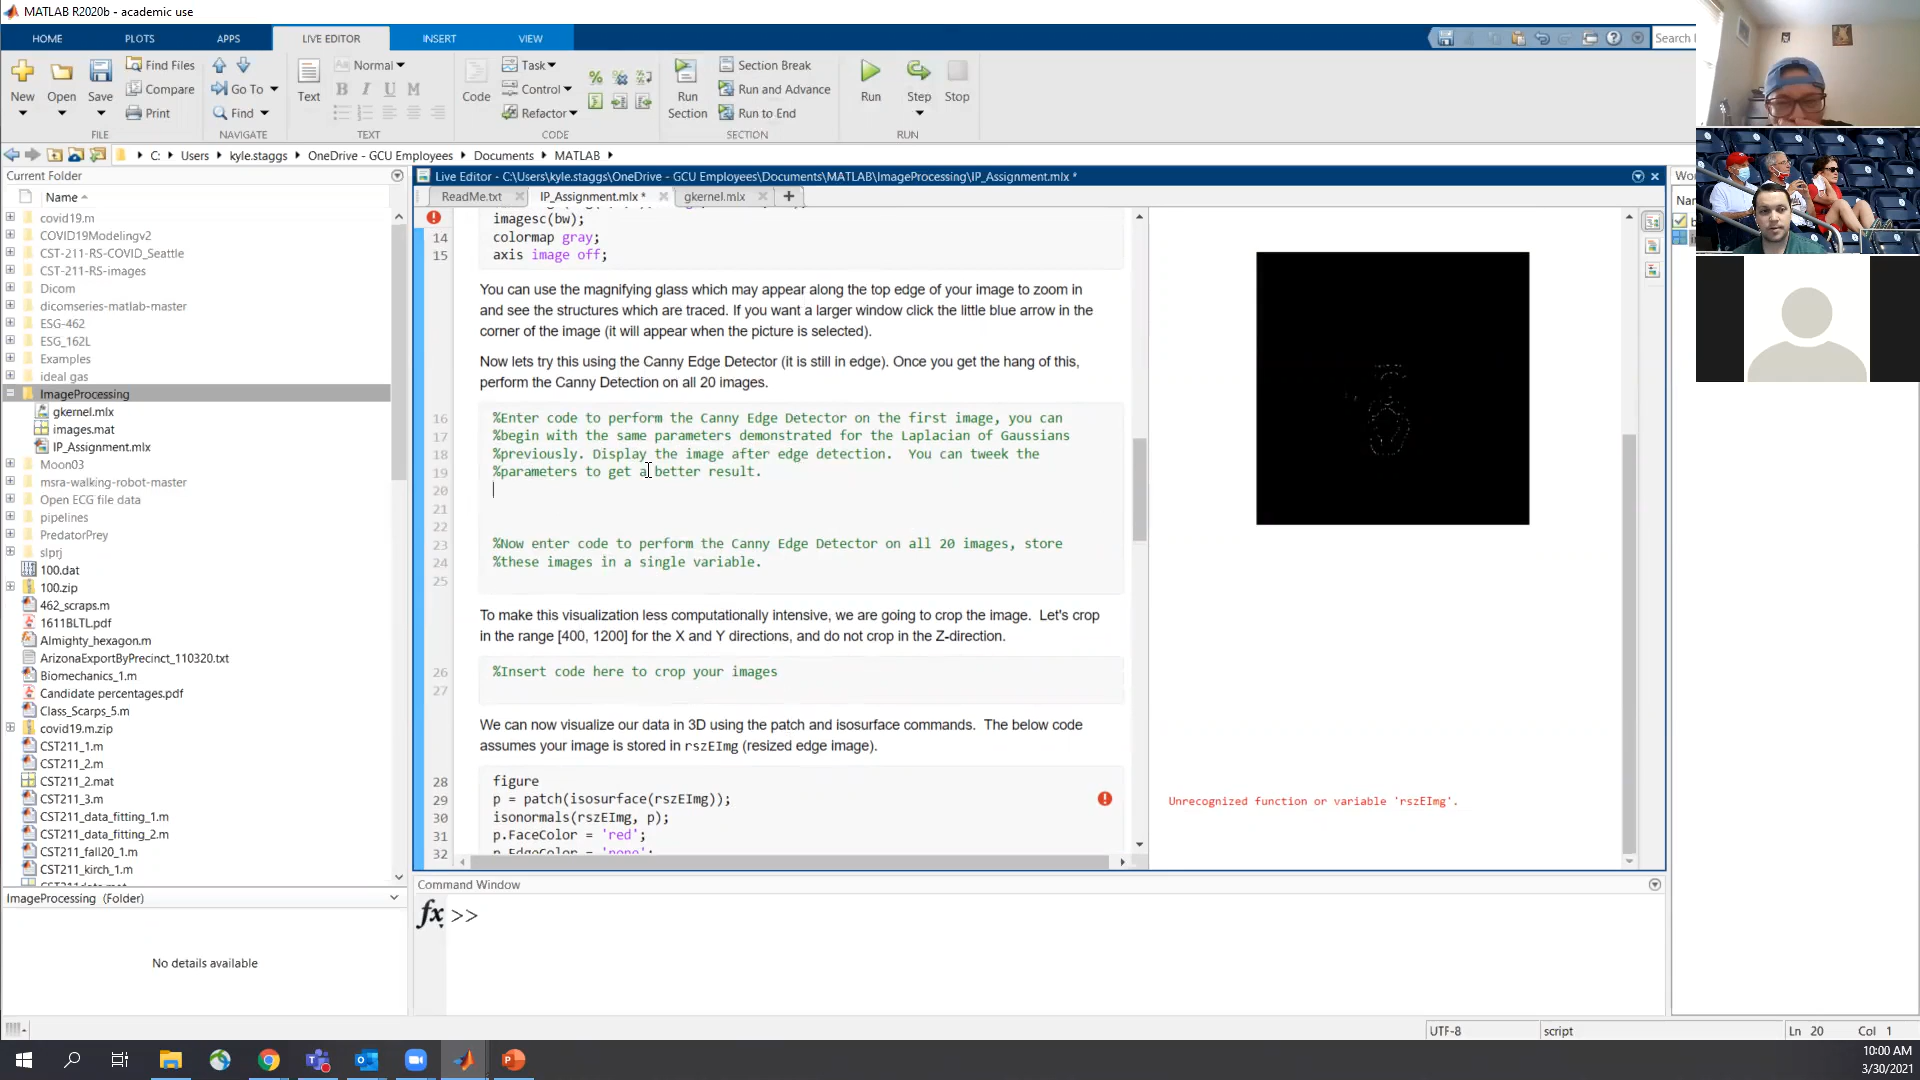 MATLAB R2020b - academic use
HOME PLOTS APPS LIVE EDITOR INSERT VIEW
Search
New Open Save
Find Files
Compare
Print
FILE
Go To
Find
NAVIGATE
Text
Normal
B I U M
TEXT
Code
Task
Control
Refactor
CODE
Run Section
Section Break
Run and Advance
Run to End
SECTION
Run Step Stop
RUN
C: Users kyle.staggs OneDrive - GCU Employees Documents MATLAB
Current Folder
Name
covid19.m
COVID19Modelingv2
CST-211-RS-COVID_Seattle
CST-211-RS-images
Dicom
dicomseries-matlab-master
ESG-462
ESG_162L
Examples
ideal gas
ImageProcessing
gkernel.mlx
images.mat
IP_Assignment.mlx
Moon03
msra-walking-robot-master
Open ECG file data
pipelines
PredatorPrey
slprj
100.dat
100.zip
462_scraps.m
1611BLTL.pdf
Almighty_hexagon.m
ArizonaExportByPrecinct_110320.txt
Biomechanics_1.m
Candidate percentages.pdf
Class_Scarps_5.m
covid19.m.zip
CST211_1.m
CST211_2.m
CST211_2.mat
CST211_3.m
CST211_data_fitting_1.m
CST211_data_fitting_2.m
CST211_fall20_1.m
CST211_kirch_1.m
ImageProcessing (Folder)
No details available
Live Editor - C:\Users\kyle.staggs\OneDrive - GCU Employees\Documents\MATLAB\ImageProcessing\IP_Assignment.mlx *
ReadMe.txt IP_Assignment.mlx * gkernel.mlx
imagesc(bw);
14 colormap gray;
15 axis image off;
You can use the magnifying glass which may appear along the top edge of your image to zoom in
and see the structures which are traced. If you want a larger window click the little blue arrow in the
corner of the image (it will appear when the picture is selected).
Now lets try this using the Canny Edge Detector (it is still in edge). Once you get the hang of this,
perform the Canny Detection on all 20 images.
16 %Enter code to perform the Canny Edge Detector on the first image, you can
17 %begin with the same parameters demonstrated for the Laplacian of Gaussians
18 %previously. Display the image after edge detection.  You can tweek the
19 %parameters to get a better result.
20
21
22
23 %Now enter code to perform the Canny Edge Detector on all 20 images, store
24 %these images in a single variable.
25
To make this visualization less computationally intensive, we are going to crop the image.  Let's crop
in the range [400, 1200] for the X and Y directions, and do not crop in the Z-direction.
26 %Insert code here to crop your images
27
We can now visualize our data in 3D using the patch and isosurface commands.  The below code
assumes your image is stored in rszEImg (resized edge image).
28 figure
29 p = patch(isosurface(rszEImg));
30 isonormals(rszEImg, p);
31 p.FaceColor = 'red';
32 p.EdgeColor = 'none';
Unrecognized function or variable 'rszEImg'.
Command Window
fx >>
UTF-8 script Ln 20 Col 1
10:00 AM
3/30/2021